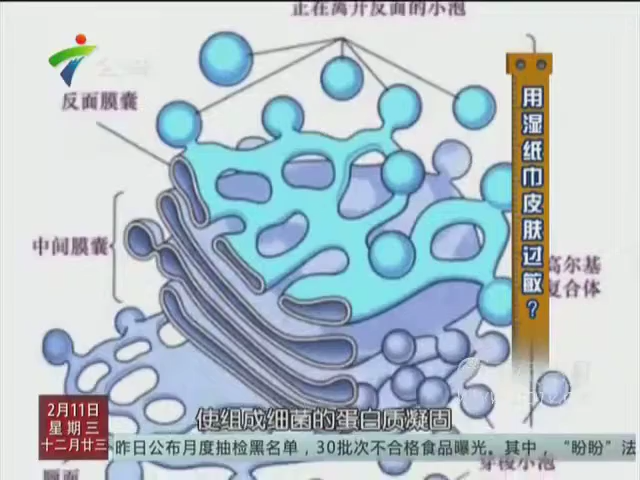 正在离开反面的小泡
反面膜囊
中间膜囊
高尔基
复合体
用湿纸巾皮肤过敏?
2月11日
星期三
十二月廿三
使组成细菌的蛋白质凝固
昨日公布月度抽检黑名单，30批次不合格食品曝光。其中，“盼盼”法
穿梭小泡